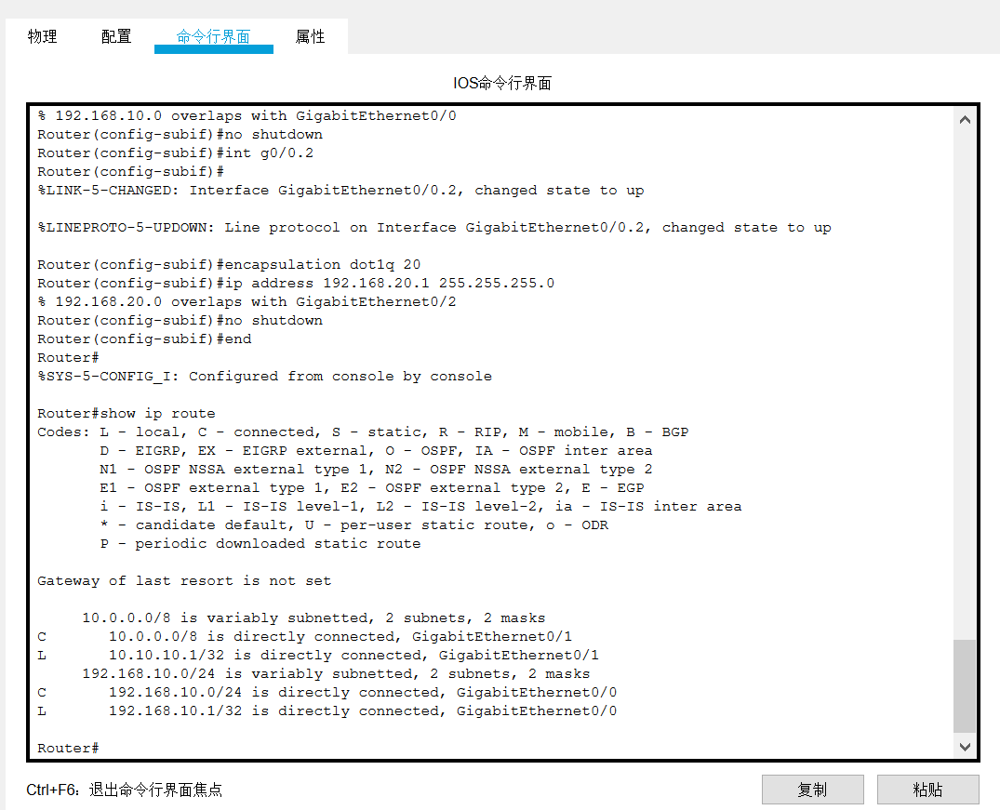 物理 配置 命令行界面 属性
IOS命令行界面
% 192.168.10.0 overlaps with GigabitEthernet0/0
Router(config-subif)#no shutdown
Router(config-subif)#int g0/0.2
Router(config-subif)#
%LINK-5-CHANGED: Interface GigabitEthernet0/0.2, changed state to up
%LINEPROTO-5-UPDOWN: Line protocol on Interface GigabitEthernet0/0.2, changed state to up
Router(config-subif)#encapsulation dot1q 20
Router(config-subif)#ip address 192.168.20.1 255.255.255.0
% 192.168.20.0 overlaps with GigabitEthernet0/2
Router(config-subif)#no shutdown
Router(config-subif)#end
Router#
%SYS-5-CONFIG_I: Configured from console by console
Router#show ip route
Codes: L - local, C - connected, S - static, R - RIP, M - mobile, B - BGP
D - EIGRP, EX - EIGRP external, O - OSPF, IA - OSPF inter area
N1 - OSPF NSSA external type 1, N2 - OSPF NSSA external type 2
E1 - OSPF external type 1, E2 - OSPF external type 2, E - EGP
i - IS-IS, L1 - IS-IS level-1, L2 - IS-IS level-2, ia - IS-IS inter area
* - candidate default, U - per-user static route, o - ODR
P - periodic downloaded static route
Gateway of last resort is not set
10.0.0.0/8 is variably subnetted, 2 subnets, 2 masks
C 10.0.0.0/8 is directly connected, GigabitEthernet0/1
L 10.10.10.1/32 is directly connected, GigabitEthernet0/1
192.168.10.0/24 is variably subnetted, 2 subnets, 2 masks
C 192.168.10.0/24 is directly connected, GigabitEthernet0/0
L 192.168.10.1/32 is directly connected, GigabitEthernet0/0
Router#
Ctrl+F6：退出命令行界面焦点 复制 粘贴